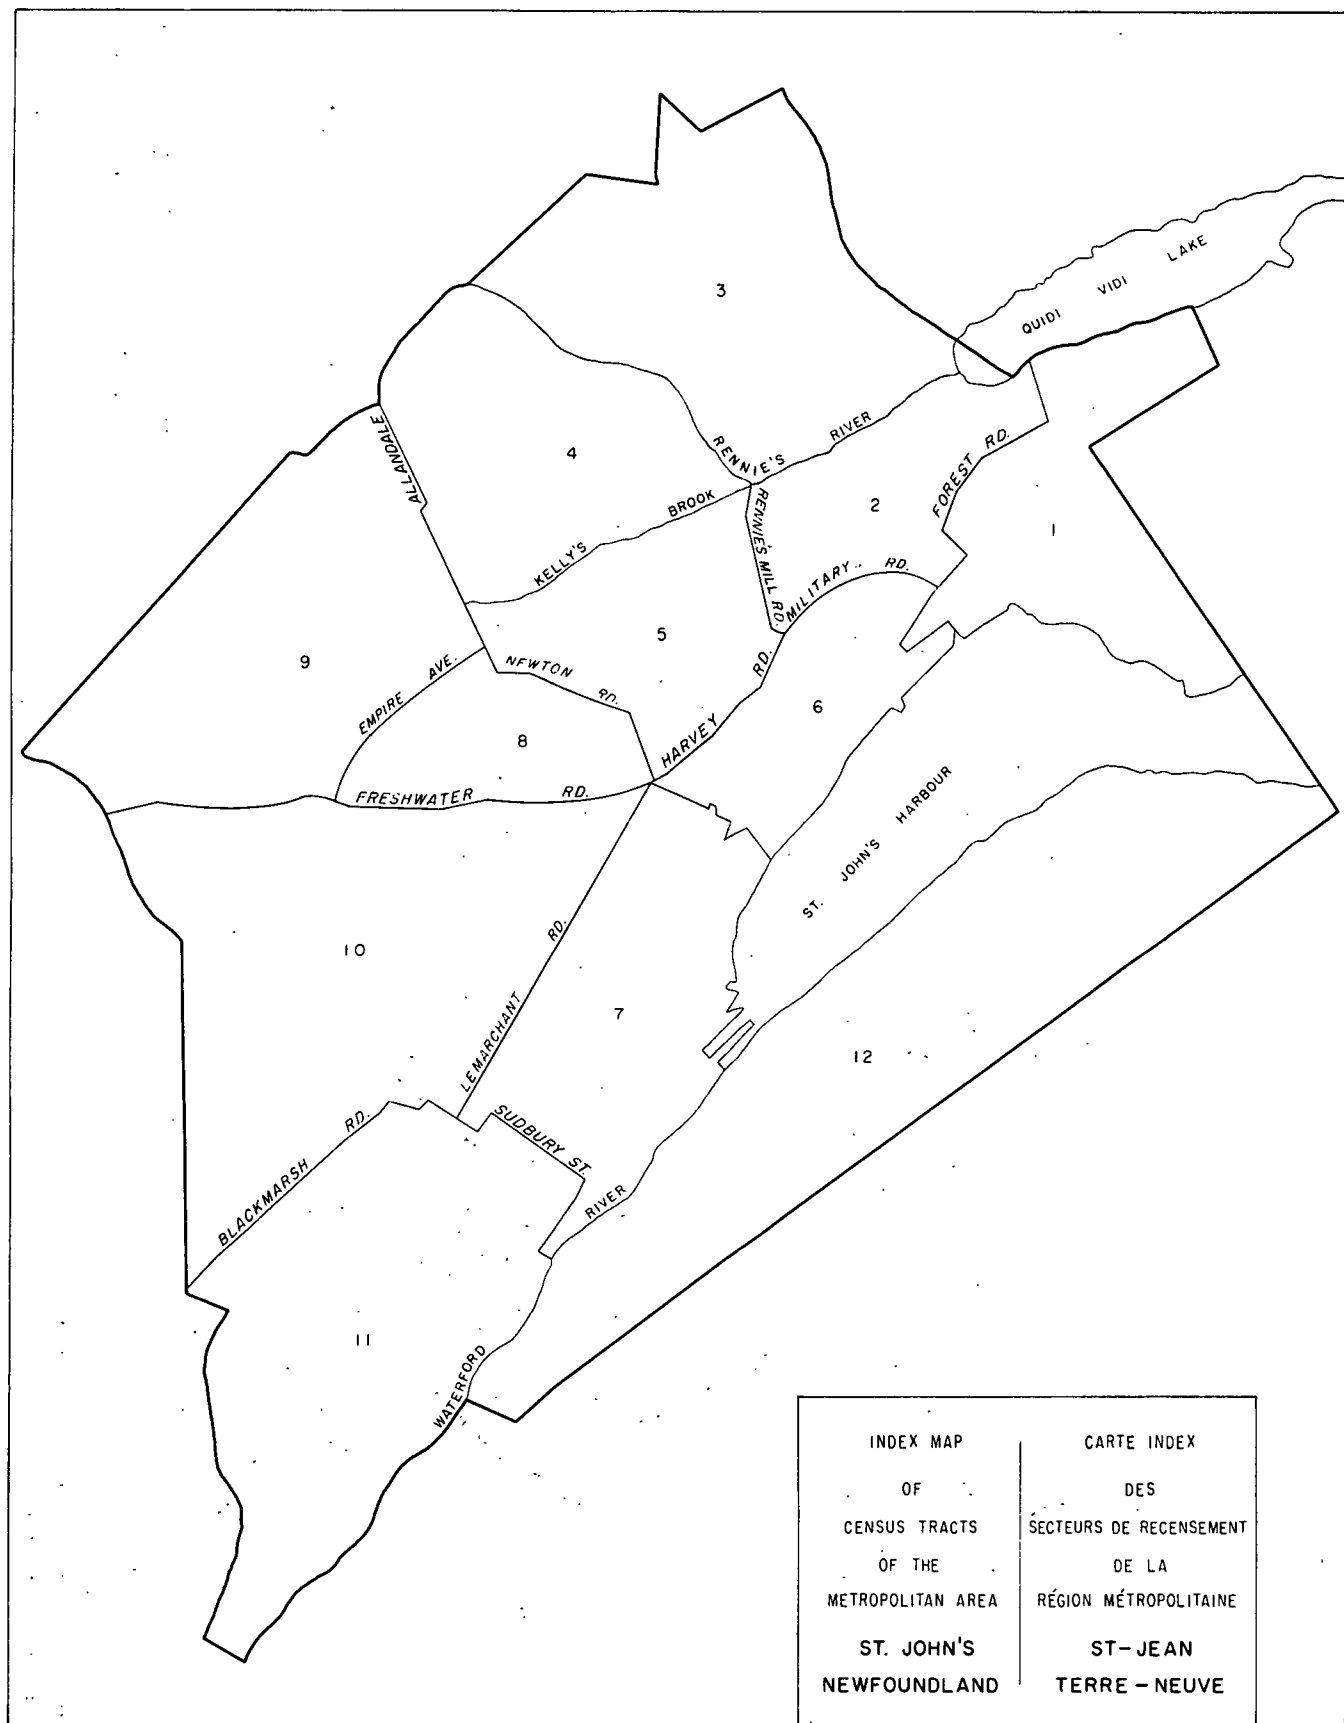 3
QUIDI VIDI LAKE
ALLANDALE
4
RENNIE'S RIVER
KELLY'S BROOK
RENNIE'S MILL RD.
2
FOREST RD.
1
MILITARY RD.
9
EMPIRE AVE.
5
NEWTON RD.
HARVEY RD.
6
8
FRESHWATER RD.
ST. JOHN'S HARBOUR
10
LEMARCHANT RD.
7
12
BLACKMARSH RD.
SUDBURY ST.
11
WATERFORD RIVER
INDEX MAP
OF
CENSUS TRACTS
OF THE
METROPOLITAN AREA
ST. JOHN'S
NEWFOUNDLAND
CARTE INDEX
DES
SECTEURS DE RECENSEMENT
DE LA
RÉGION MÉTROPOLITAINE
ST-JEAN
TERRE-NEUVE